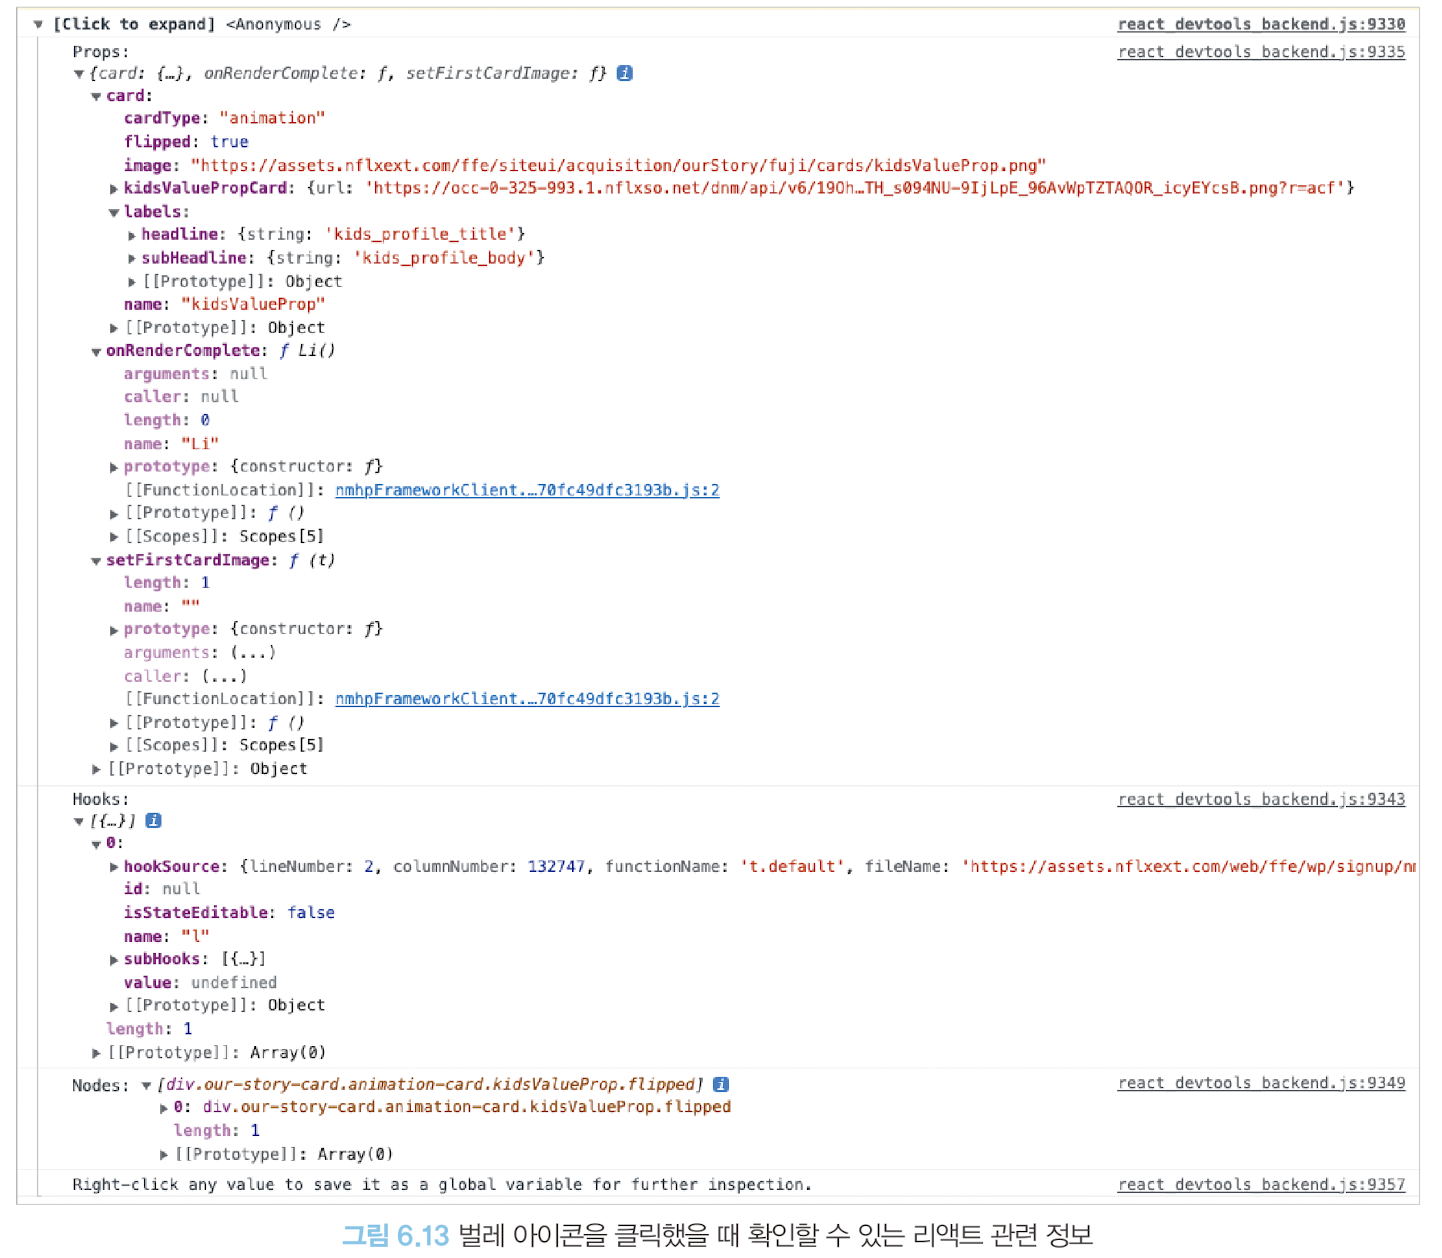 ▼ [Click to expand] <Anonymous /> react_devtools_backend.js:9330
Props: react_devtools_backend.js:9335
▼{card: {…}, onRenderComplete: ƒ, setFirstCardImage: ƒ} i
▼ card:
cardType: "animation"
flipped: true
image: "https://assets.nflxext.com/ffe/siteui/acquisition/ourStory/fuji/cards/kidsValueProp.png"
▶ kidsValuePropCard: {url: 'https://occ-0-325-993.1.nflxso.net/dnm/api/v6/19Oh…TH_s094NU-9IjLpE_96AvWpTZTAQOR_icyEYcsB.png?r=acf'}
▼ labels:
▶ headline: {string: 'kids_profile_title'}
▶ subHeadline: {string: 'kids_profile_body'}
▶ [[Prototype]]: Object
name: "kidsValueProp"
▶ [[Prototype]]: Object
▼ onRenderComplete: ƒ Li()
arguments: null
caller: null
length: 0
name: "Li"
▶ prototype: {constructor: ƒ}
[[FunctionLocation]]: nmhpFrameworkClient.…70fc49dfc3193b.js:2
▶ [[Prototype]]: ƒ ()
▶ [[Scopes]]: Scopes[5]
▼ setFirstCardImage: ƒ (t)
length: 1
name: ""
▶ prototype: {constructor: ƒ}
arguments: (...)
caller: (...)
[[FunctionLocation]]: nmhpFrameworkClient.…70fc49dfc3193b.js:2
▶ [[Prototype]]: ƒ ()
▶ [[Scopes]]: Scopes[5]
▶ [[Prototype]]: Object
Hooks: react_devtools_backend.js:9343
▼ [{…}] i
▼ 0:
▶ hookSource: {lineNumber: 2, columnNumber: 132747, functionName: 't.default', fileName: 'https://assets.nflxext.com/web/ffe/wp/signup/nm
id: null
isStateEditable: false
name: "l"
▶ subHooks: [{…}]
value: undefined
▶ [[Prototype]]: Object
length: 1
▶ [[Prototype]]: Array(0)
Nodes: ▼ [div.our-story-card.animation-card.kidsValueProp.flipped] i react_devtools_backend.js:9349
▶ 0: div.our-story-card.animation-card.kidsValueProp.flipped
length: 1
▶ [[Prototype]]: Array(0)
Right-click any value to save it as a global variable for further inspection. react_devtools_backend.js:9357
그림 6.13 벌레 아이콘을 클릭했을 때 확인할 수 있는 리액트 관련 정보